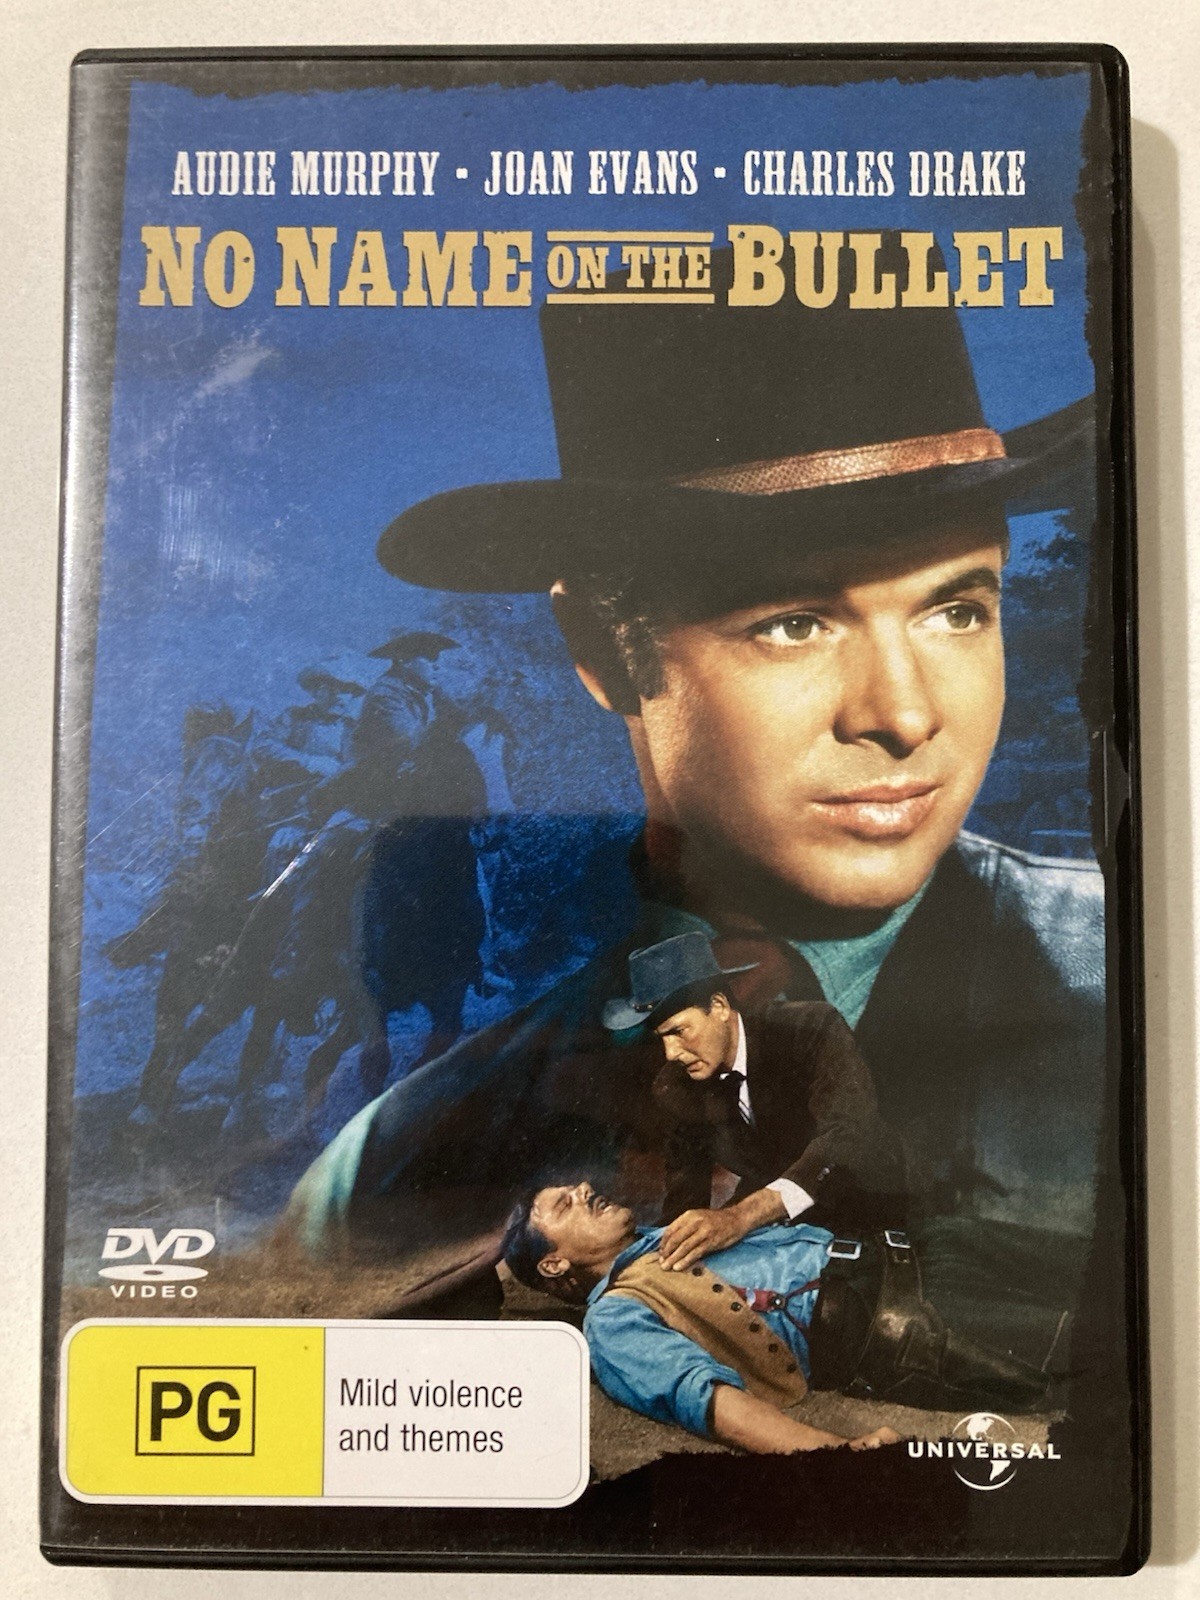 AUDIE MURPHY · JOAN EVANS · CHARLES DRAKE
NO NAME ON THE BULLET
DVD
VIDEO
PG
Mild violence
and themes
UNIVERSAL